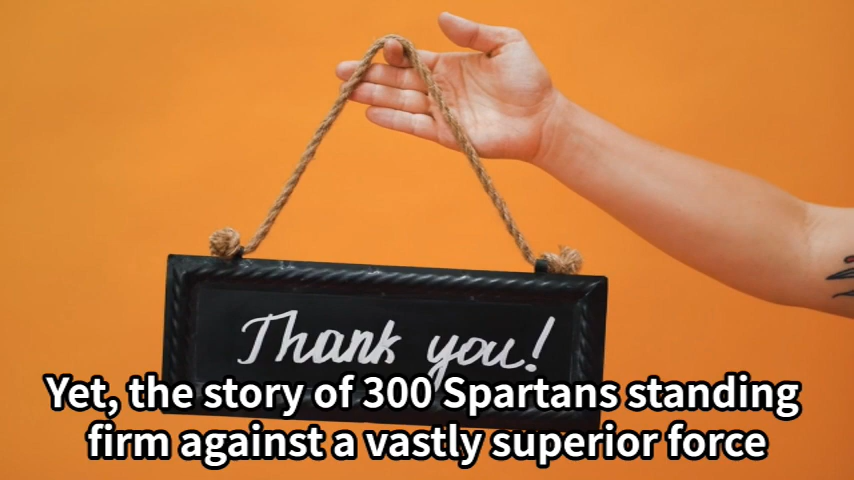 Thank you!
Yet, the story of 300 Spartans standing
firm against a vastly superior force